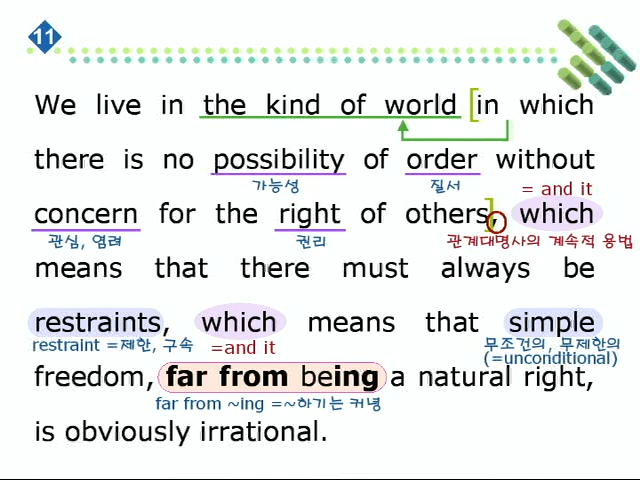 11
We live in the kind of world [in which
there is no possibility of order without
가능성 질서 = and it
concern for the right of others], which
관심, 염려 권리 관계대명사의 계속적 용법
means that there must always be
restraints, which means that simple
restraint =제한, 구속 =and it 무조건의, 무제한의
(=unconditional)
freedom, far from being a natural right,
far from ~ing =~하기는 커녕
is obviously irrational.